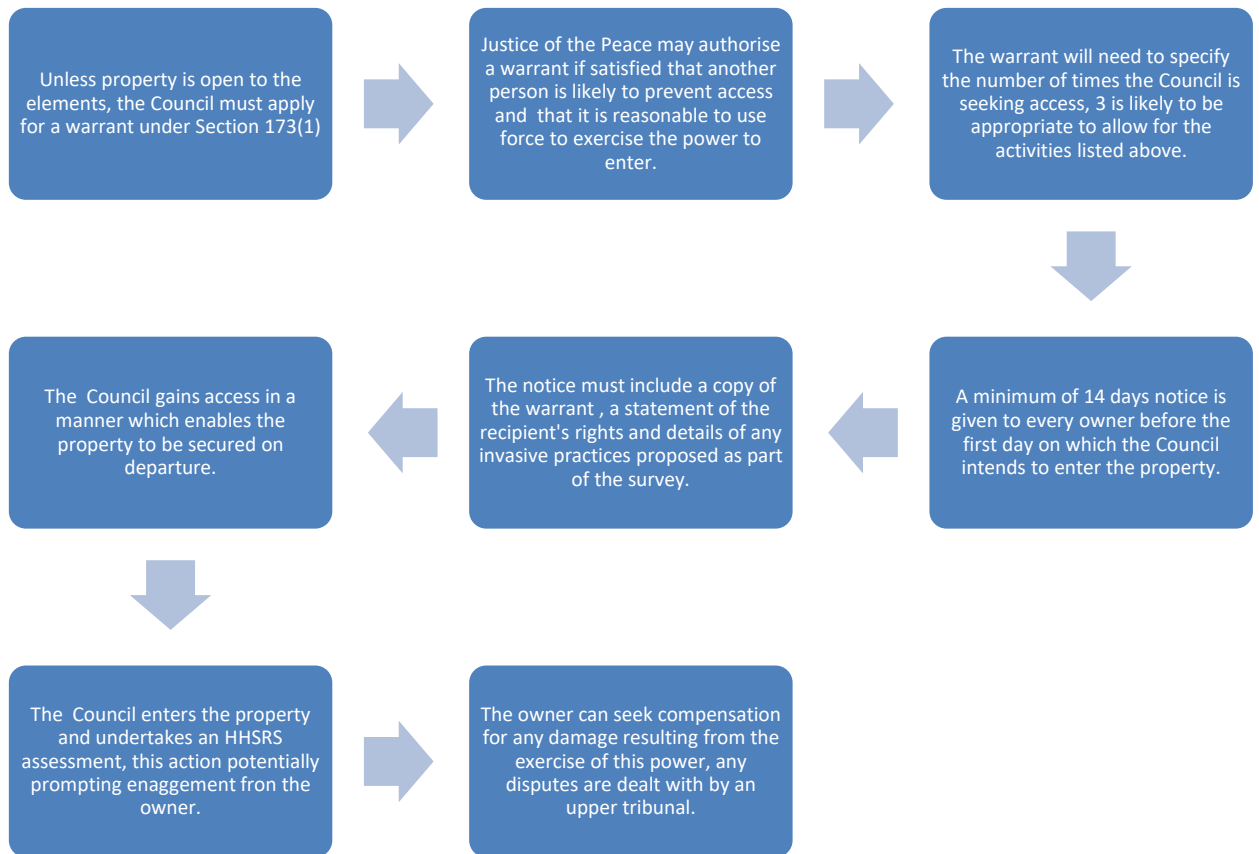 Unless property is open to the
elements, the Council must apply
for a warrant under Section 173(1)
Justice of the Peace may authorise
a warrant if satisfied that another
person is likely to prevent access
and  that it is reasonable to use
force to exercise the power to
enter.
The warrant will need to specify
the number of times the Council is
seeking access, 3 is likely to be
appropriate to allow for the
activities listed above.
A minimum of 14 days notice is
given to every owner before the
first day on which the Council
intends to enter the property.
The notice must include a copy of
the warrant , a statement of the
recipient's rights and details of any
invasive practices proposed as part
of the survey.
The  Council gains access in a
manner which enables the
property to be secured on
departure.
The  Council enters the property
and undertakes an HHSRS
assessment, this action potentially
prompting enaggement fron the
owner.
The owner can seek compensation
for any damage resulting from the
exercise of this power, any
disputes are dealt with by an
upper tribunal.